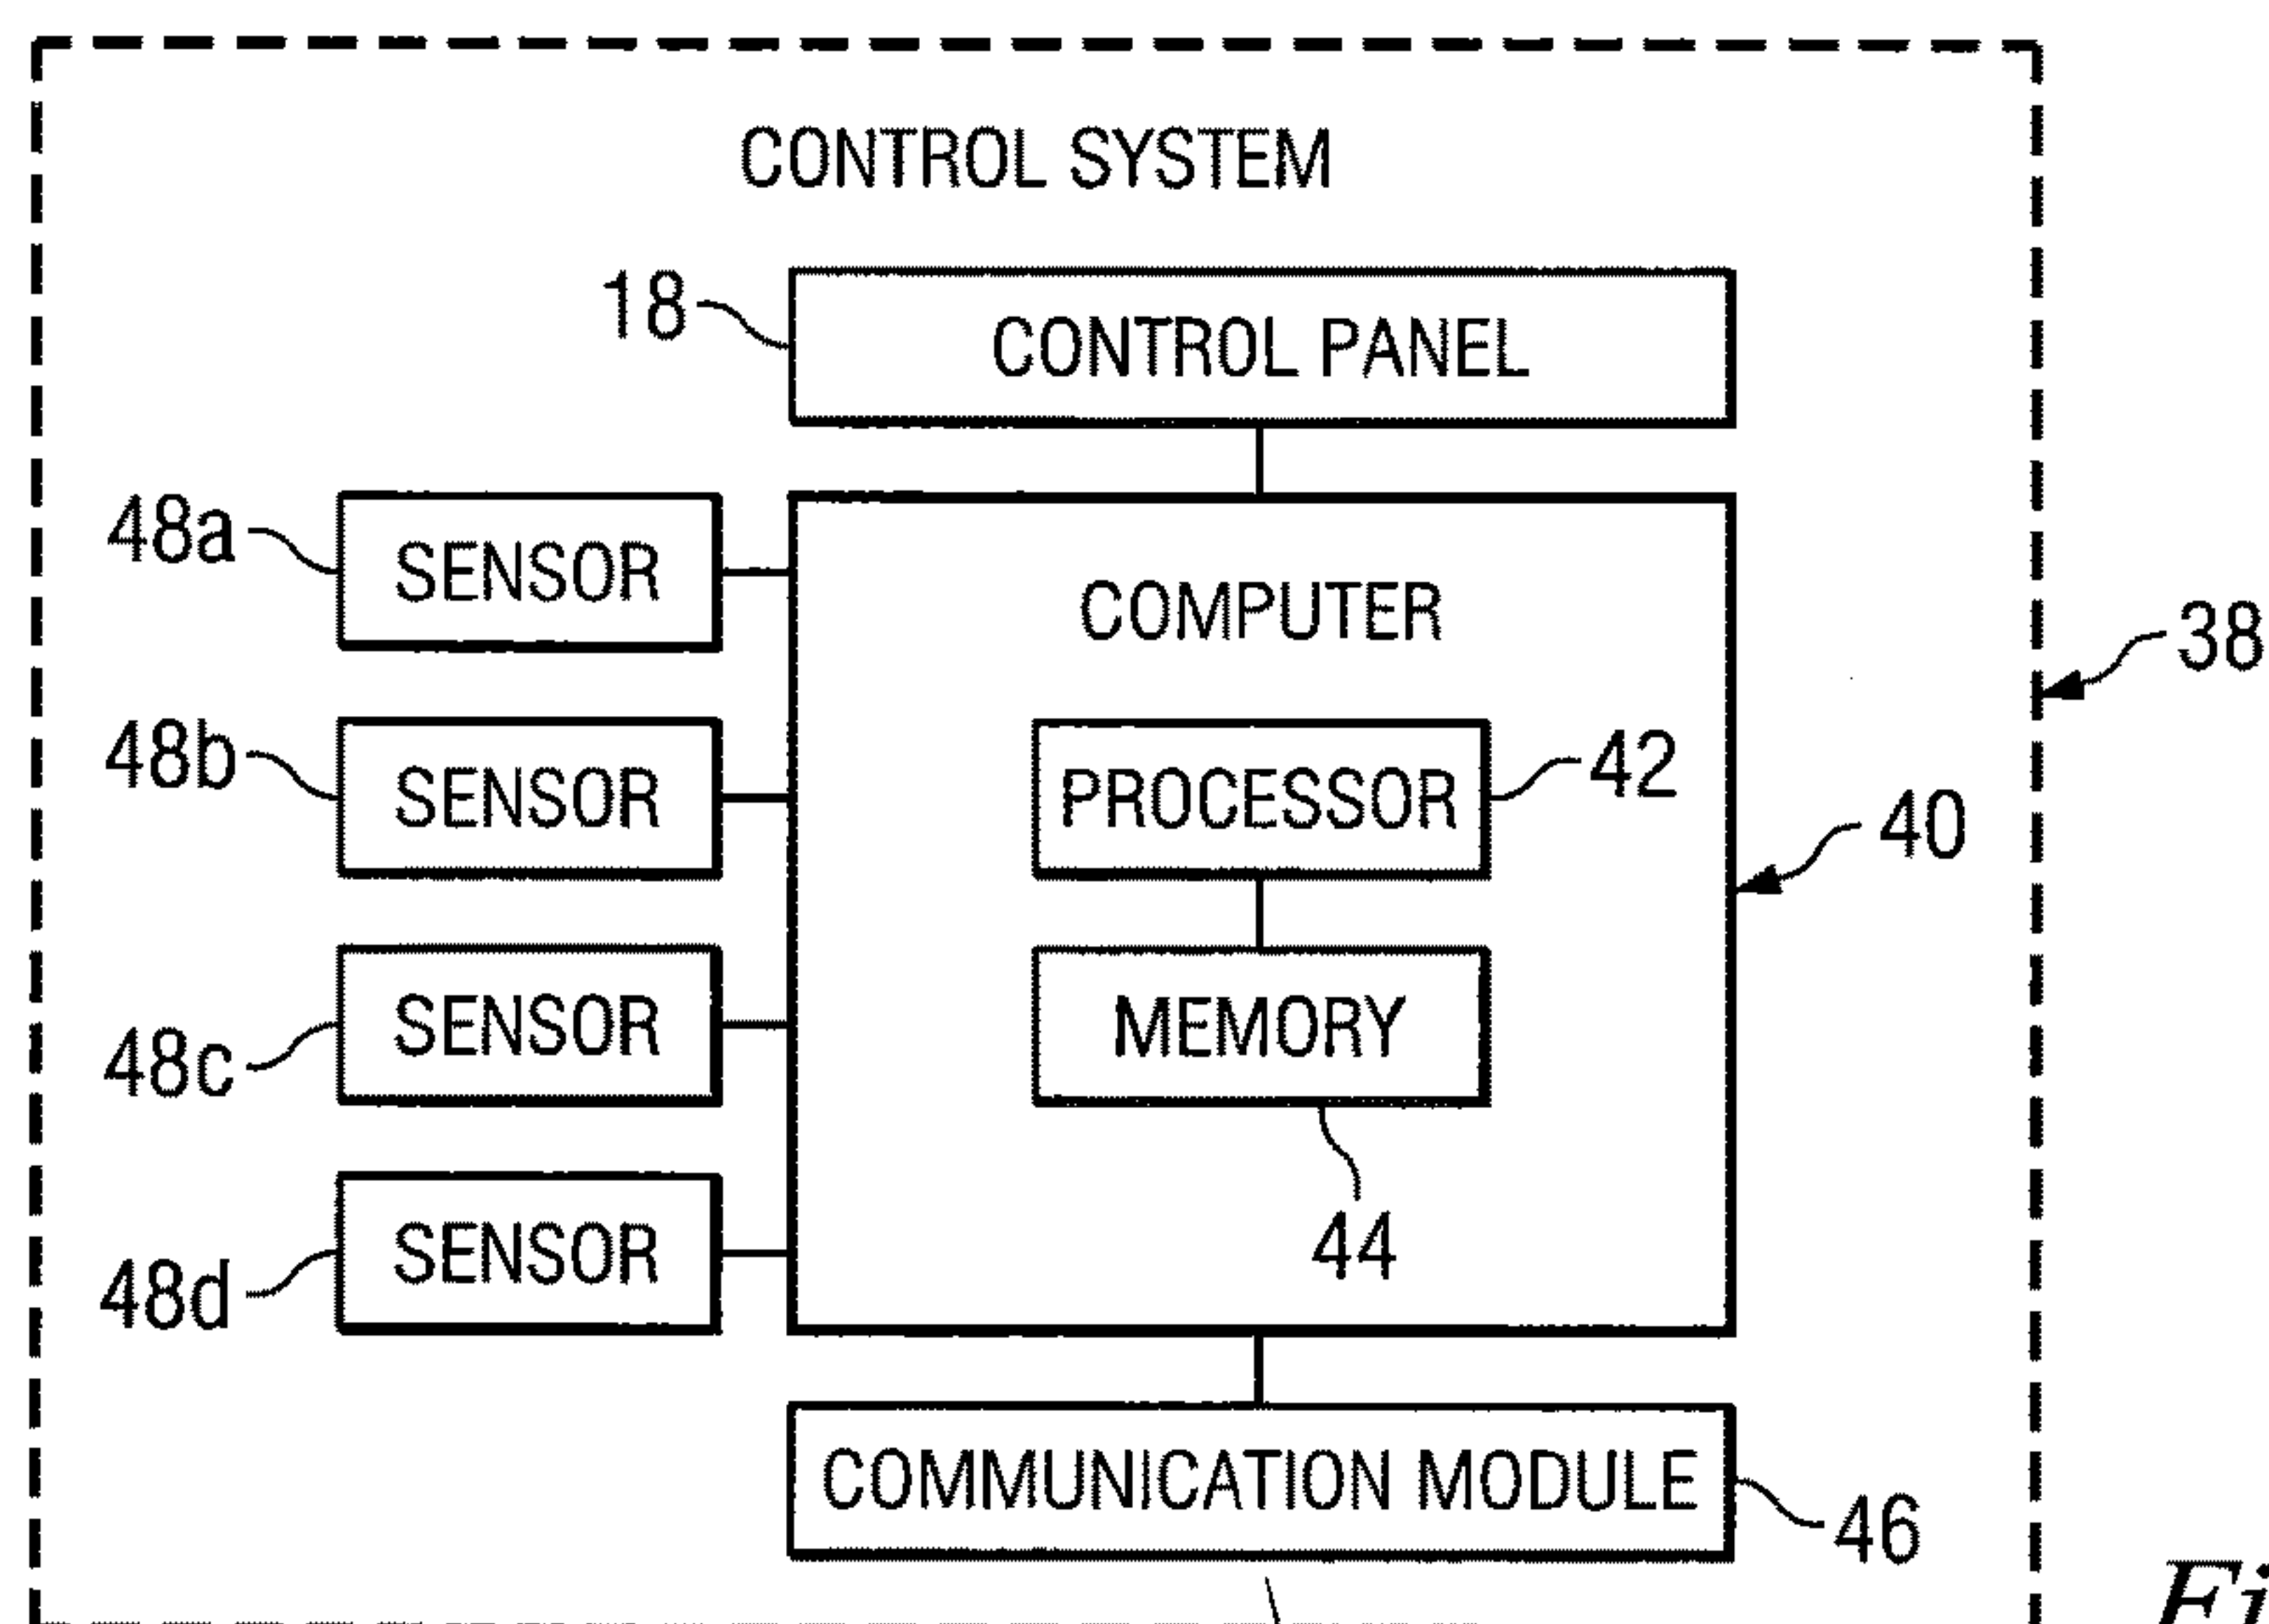 CONTROL SYSTEM
18
CONTROL PANEL
48a
SENSOR
COMPUTER
38
48b
SENSOR
PROCESSOR
42
40
48c
SENSOR
MEMORY
44
48d
SENSOR
COMMUNICATION MODULE
46